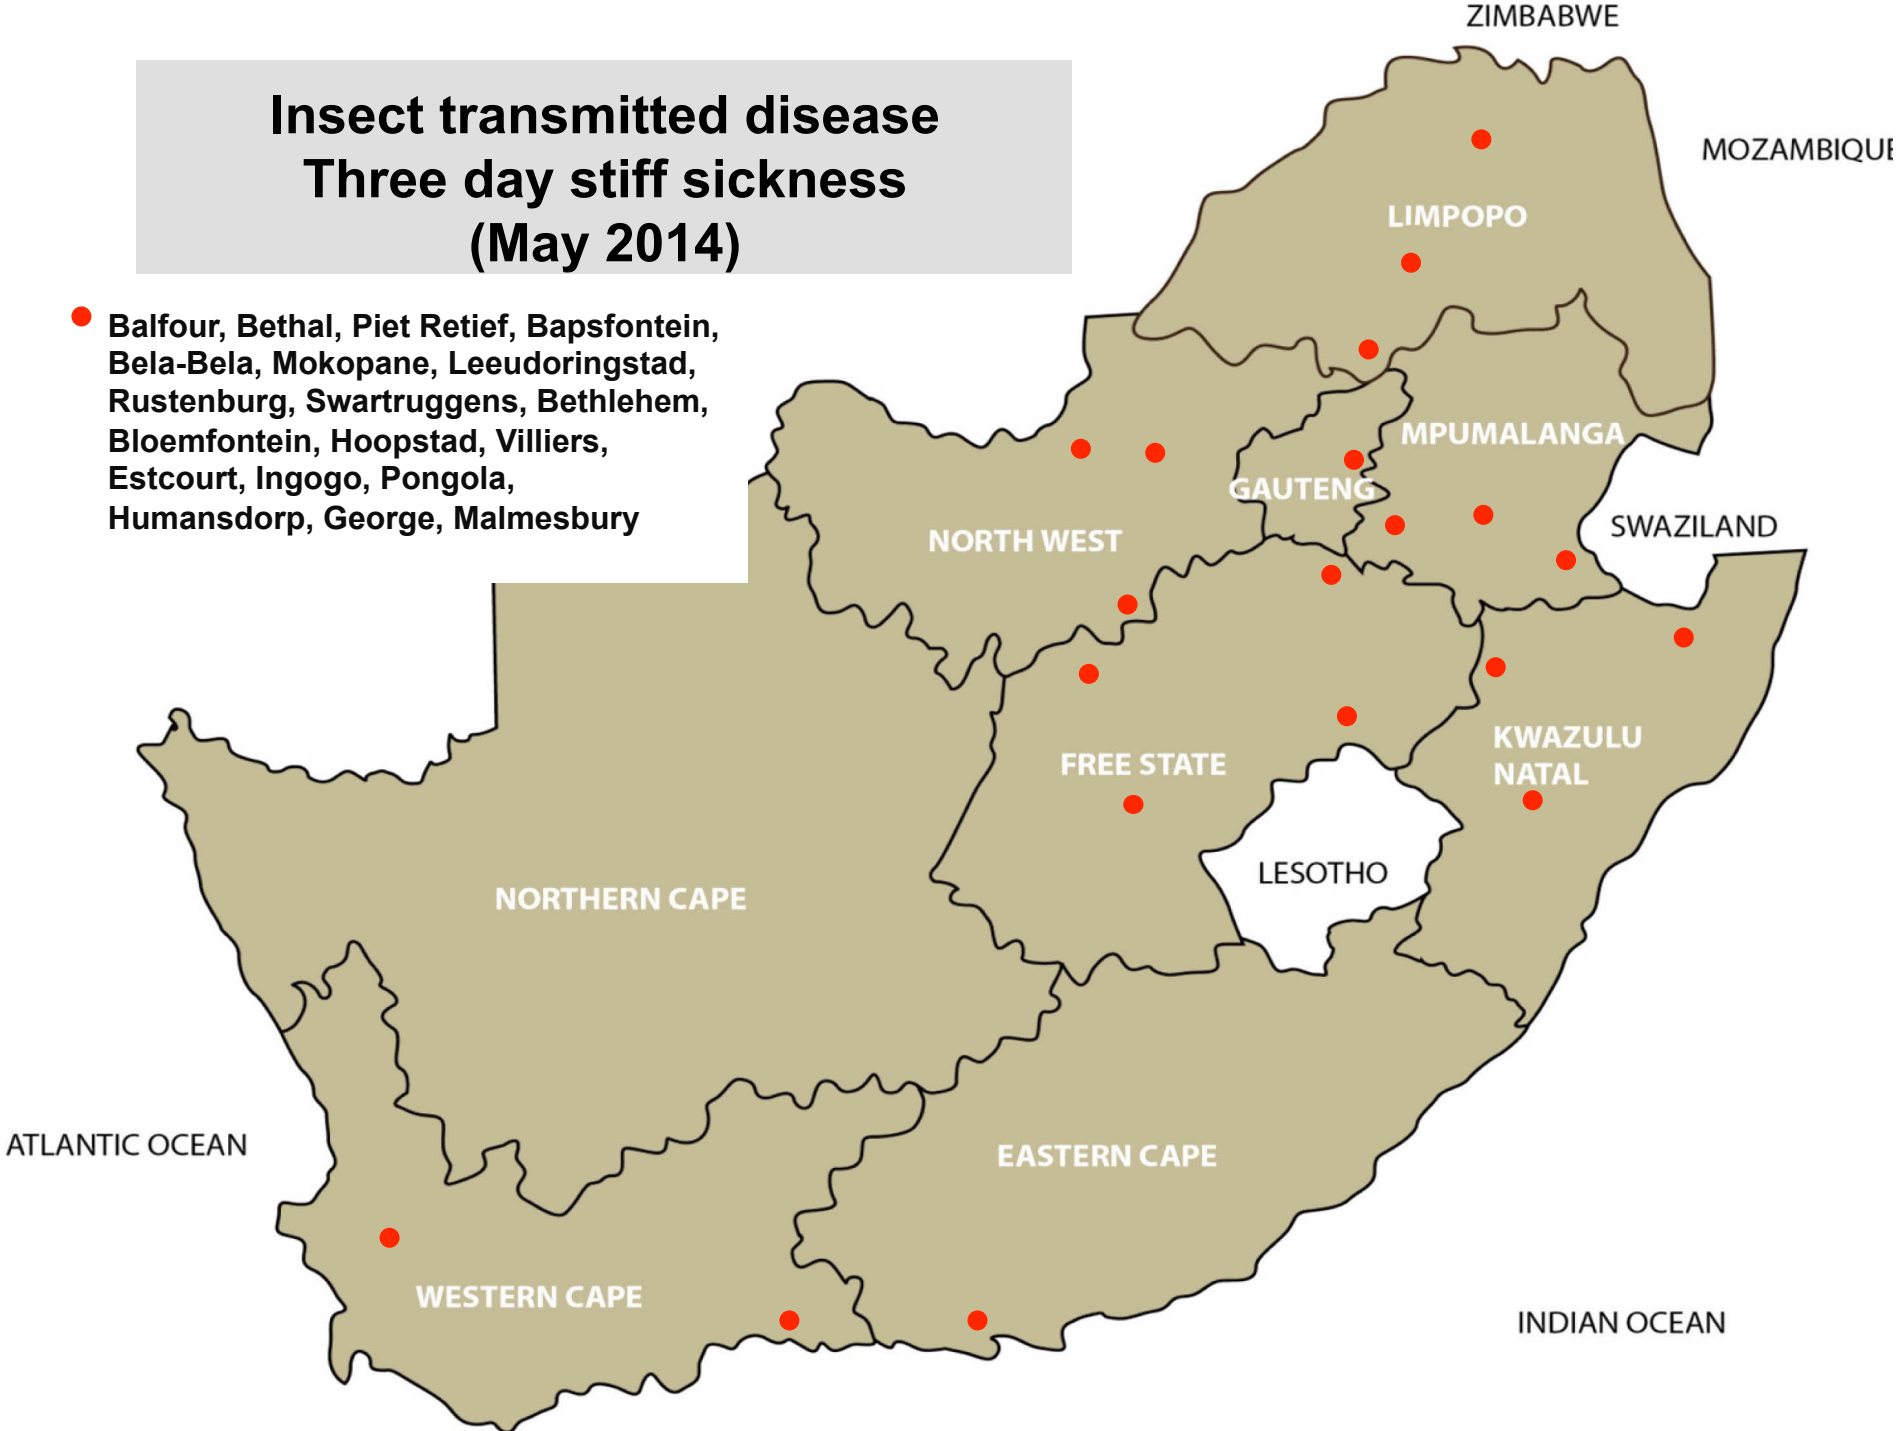 ZIMBABWE
Insect transmitted disease
Three day stiff sickness
(May 2014)
MOZAMBIQUE
LIMPOPO
Balfour, Bethal, Piet Retief, Bapsfontein,
Bela-Bela, Mokopane, Leeudoringstad,
Rustenburg, Swartruggens, Bethlehem,
Bloemfontein, Hoopstad, Villiers,
Estcourt, Ingogo, Pongola,
Humansdorp, George, Malmesbury
MPUMALANGA
GAUTENG
NORTH WEST
SWAZILAND
FREE STATE
KWAZULU
NATAL
LESOTHO
NORTHERN CAPE
ATLANTIC OCEAN
EASTERN CAPE
WESTERN CAPE
INDIAN OCEAN